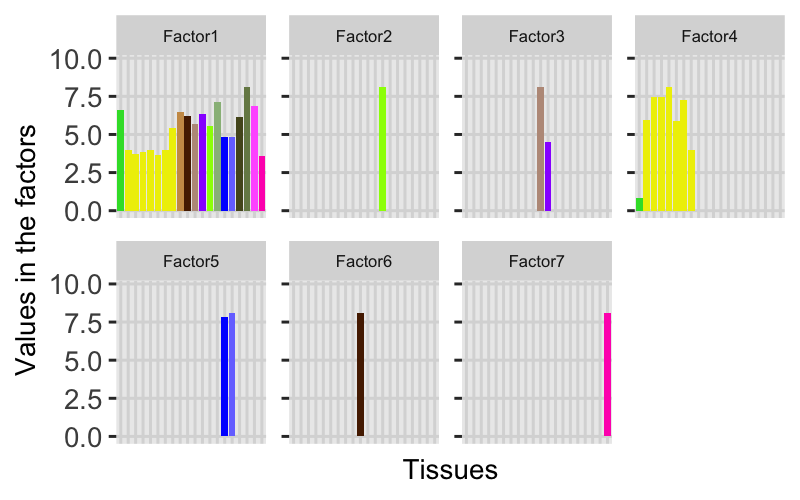 Factor1 Factor2 Factor3 Factor4
10.0
7.5
5.0
2.5
0.0
Factor5 Factor6 Factor7
10.0
7.5
5.0
2.5
0.0
Values in the factors
Tissues